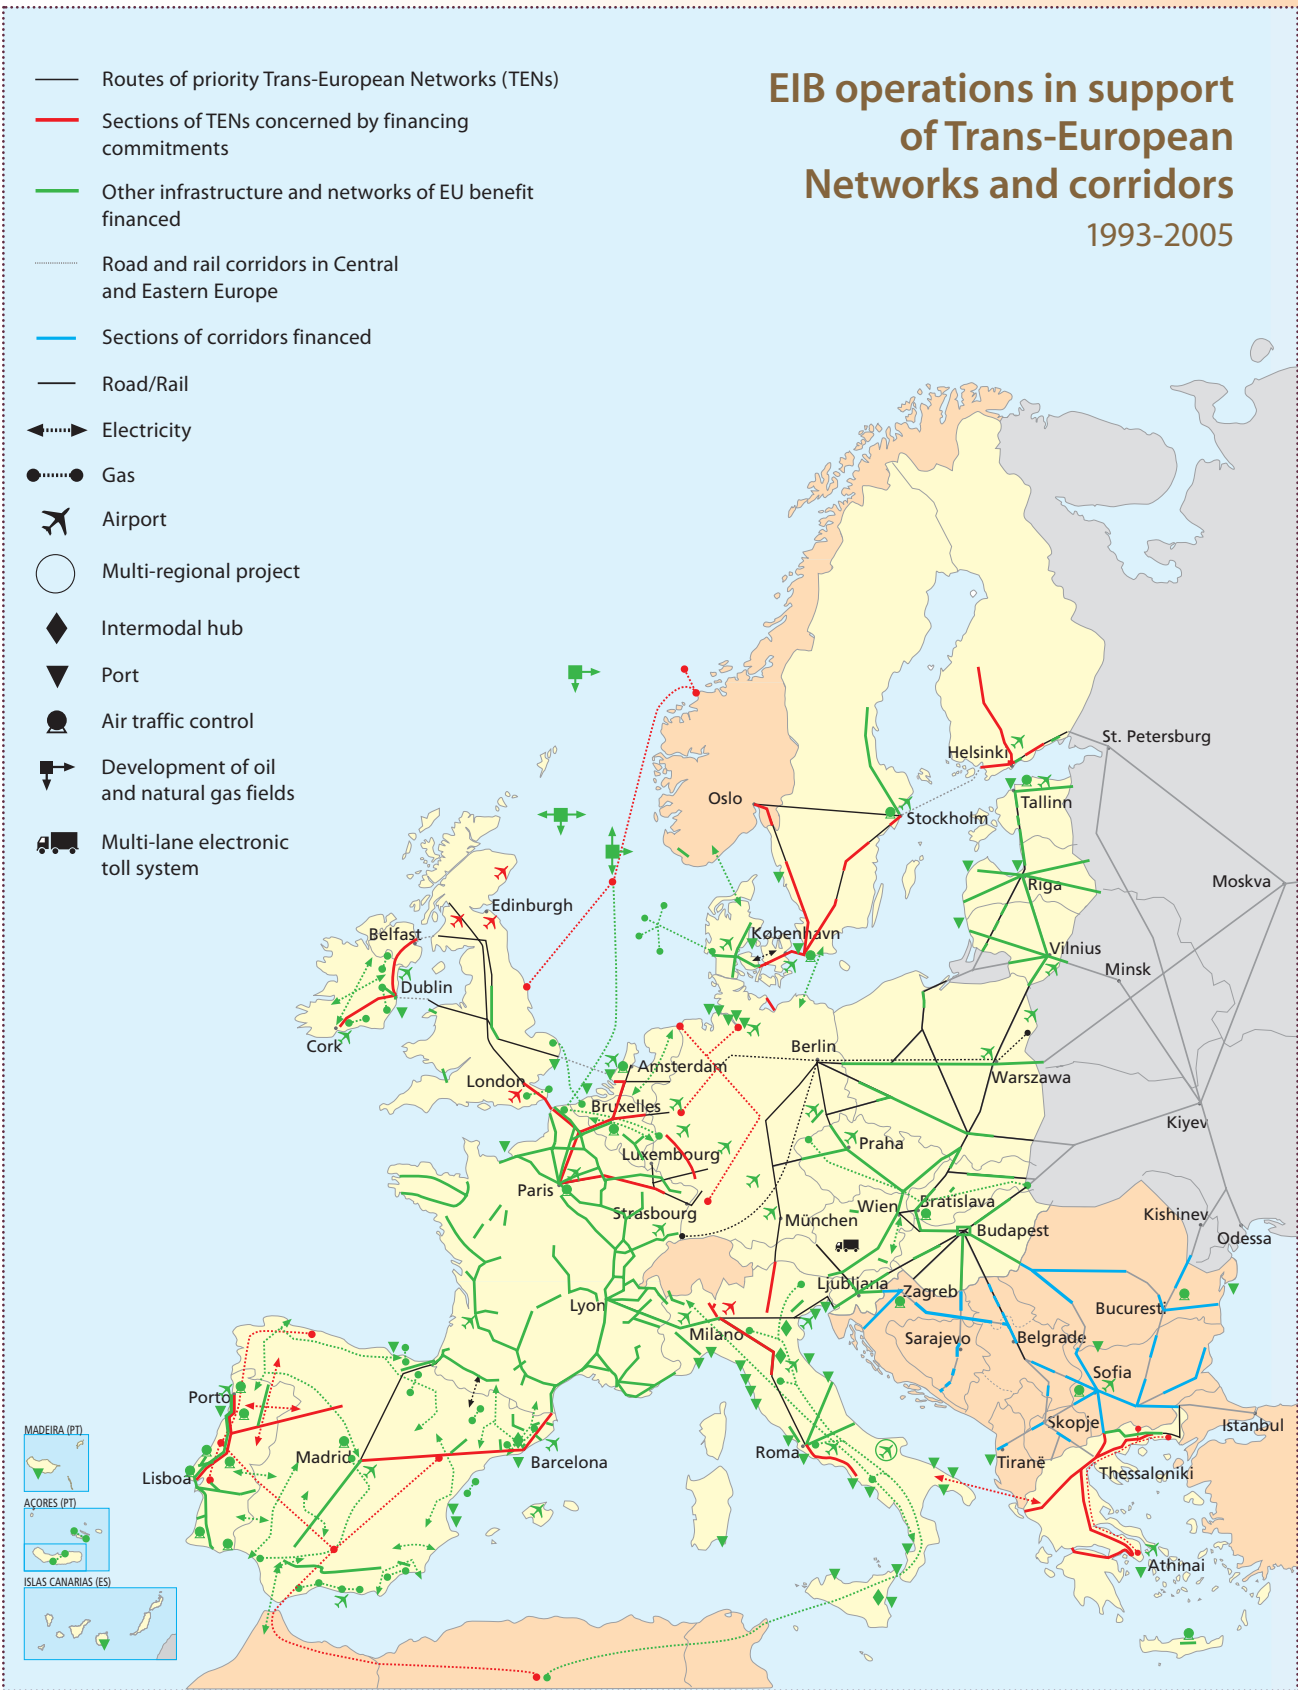 EIB operations in support
of Trans-European
Networks and corridors
1993-2005
Routes of priority Trans-European Networks (TENs)
Sections of TENs concerned by financing
commitments
Other infrastructure and networks of EU benefit
financed
Road and rail corridors in Central
and Eastern Europe
Sections of corridors financed
Road/Rail
Electricity
Gas
Airport
Multi-regional project
Intermodal hub
Port
Air traffic control
Development of oil
and natural gas fields
Multi-lane electronic
toll system
Helsinki
St. Petersburg
Oslo
Stockholm
Tallinn
Moskva
Riga
Edinburgh
Belfast
København
Vilnius
Minsk
Dublin
Cork
Berlin
Amsterdam
Warszawa
London
Bruxelles
Kiyev
Praha
Luxembourg
Paris
Strasbourg
München
Wien
Bratislava
Budapest
Kishinev
Odessa
Ljubljana
Zagreb
Lyon
Milano
Bucuresti
Sarajevo
Belgrade
Sofia
Porto
Skopje
Istanbul
MADEIRA (PT)
Madrid
Barcelona
Roma
Tiranë
Lisboa
Thessaloniki
AÇORES (PT)
Athinai
ISLAS CANARIAS (ES)